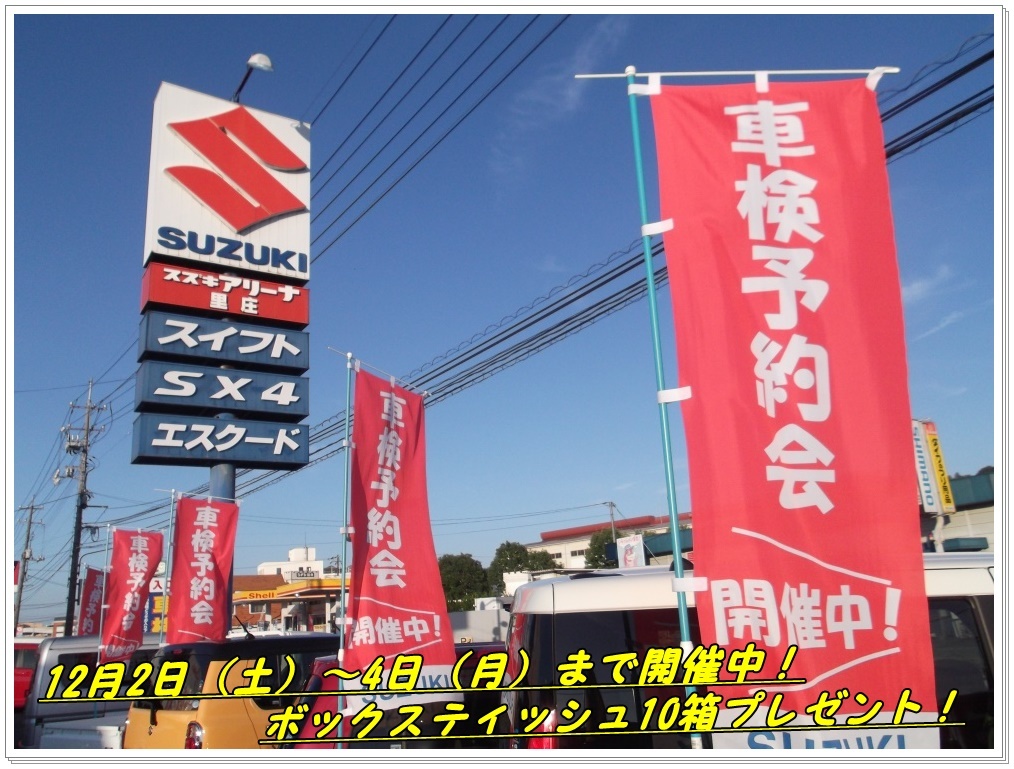 SUZUKI
スズキアリーナ
里庄
スイフト
SX4
エスクード
車検予約会
開催中!
SUZUKI
車検予約会
開催中!
SUZUKI
車検予約会
車検予約会
Shell
SHIMANO
12月2日（土）～4日（月）まで開催中!
ボックスティッシュ10箱プレゼント!